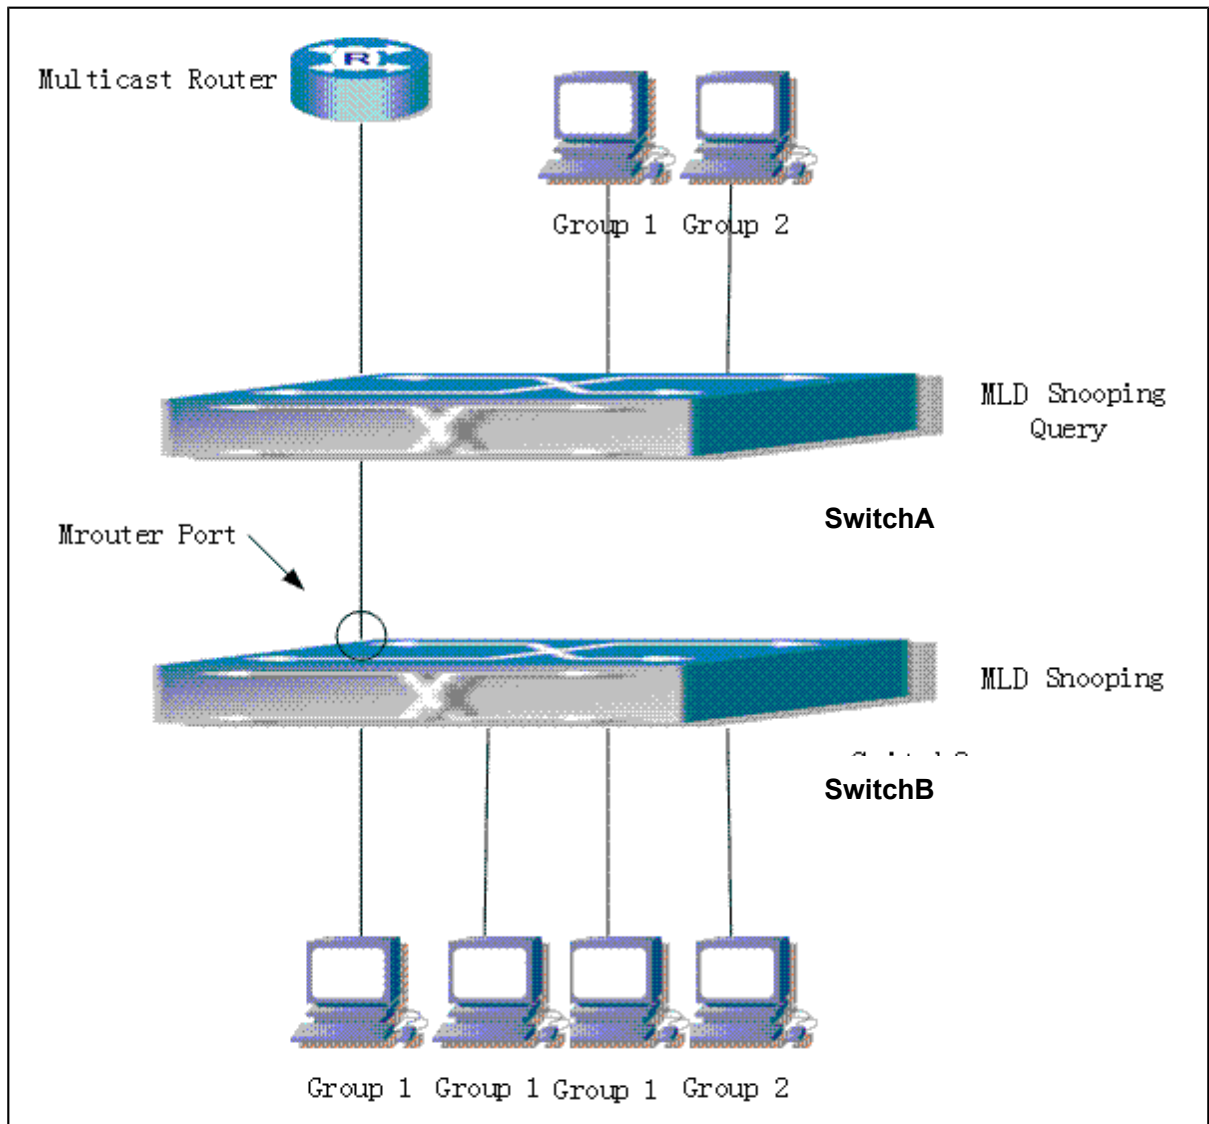 Multicast Router
R
Group 1 Group 2
MLD Snooping
Query
SwitchA
Mrouter Port
MLD Snooping
SwitchB
Group 1 Group 1 Group 1 Group 2